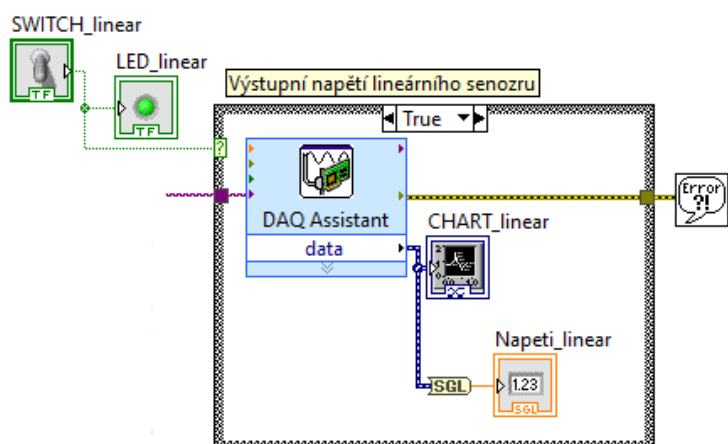 SWITCH_linear
TF
LED_linear
TF
Výstupní napětí lineárního senozru
True
?
DAQ Assistant
data
Error
?!
CHART_linear
Napeti_linear
SGL
1.23
SGL